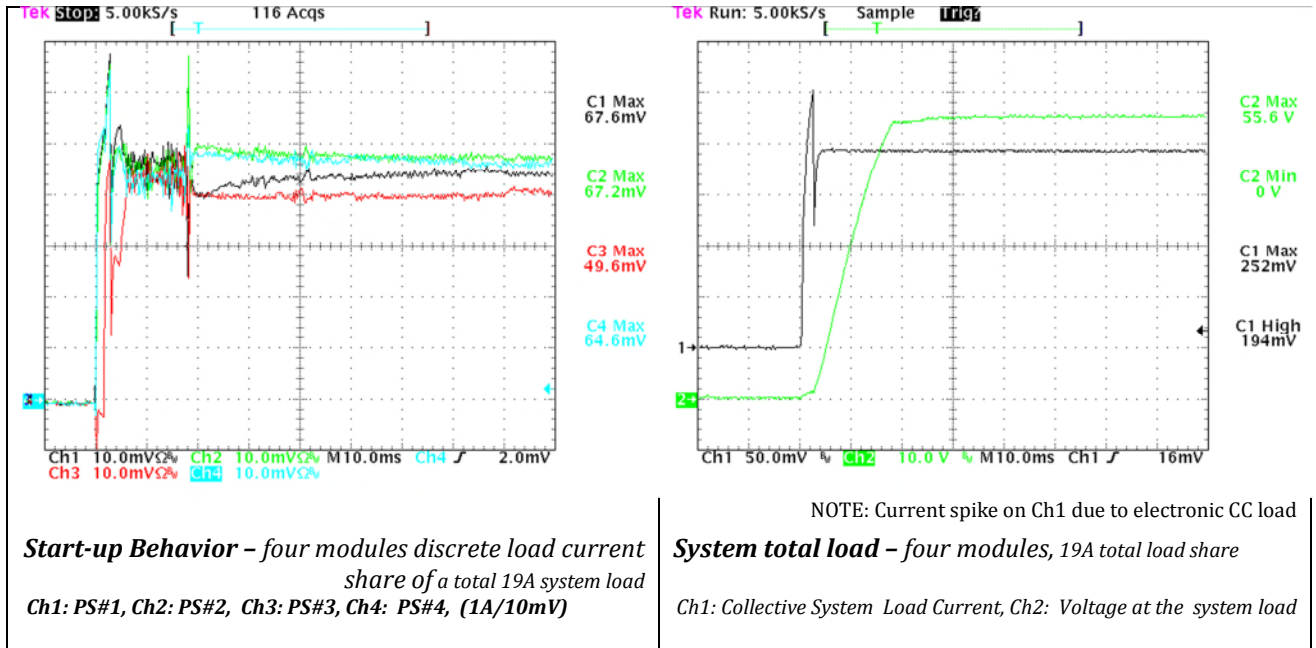 Tek Stop: 5.00kS/s 116 Acqs
[ T ]
C1 Max
67.6mV
C2 Max
67.2mV
C3 Max
49.6mV
C4 Max
64.6mV
Ch1 10.0mVΩ Ch2 10.0mVΩ M10.0ms Ch4 2.0mV
Ch3 10.0mVΩ Ch4 10.0mVΩ
Tek Run: 5.00kS/s Sample Trig?
[ T ]
C2 Max
55.6 V
C2 Min
0 V
C1 Max
252mV
C1 High
194mV
1→
2→
Ch1 50.0mV Ch2 10.0 V M10.0ms Ch1 16mV
Start-up Behavior – four modules discrete load current
share of a total 19A system load
Ch1: PS#1, Ch2: PS#2, Ch3: PS#3, Ch4: PS#4, (1A/10mV)
NOTE: Current spike on Ch1 due to electronic CC load
System total load – four modules, 19A total load share
Ch1: Collective System Load Current, Ch2: Voltage at the system load